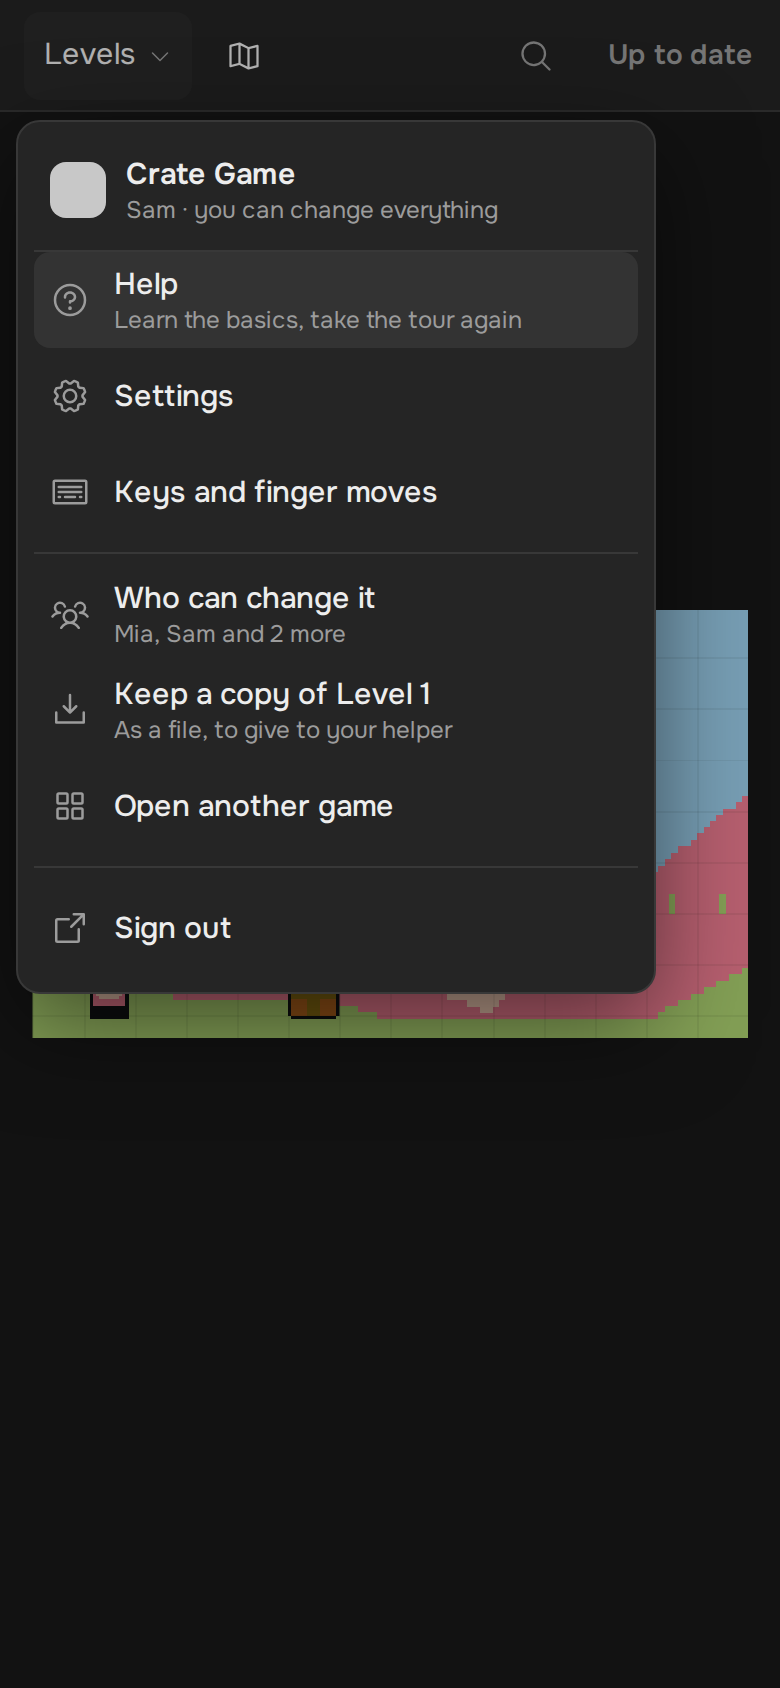 Levels
Up to date
Crate Game
Sam · you can change everything
Help
Learn the basics, take the tour again
Settings
Keys and finger moves
Who can change it
Mia, Sam and 2 more
Keep a copy of Level 1
As a file, to give to your helper
Open another game
Sign out